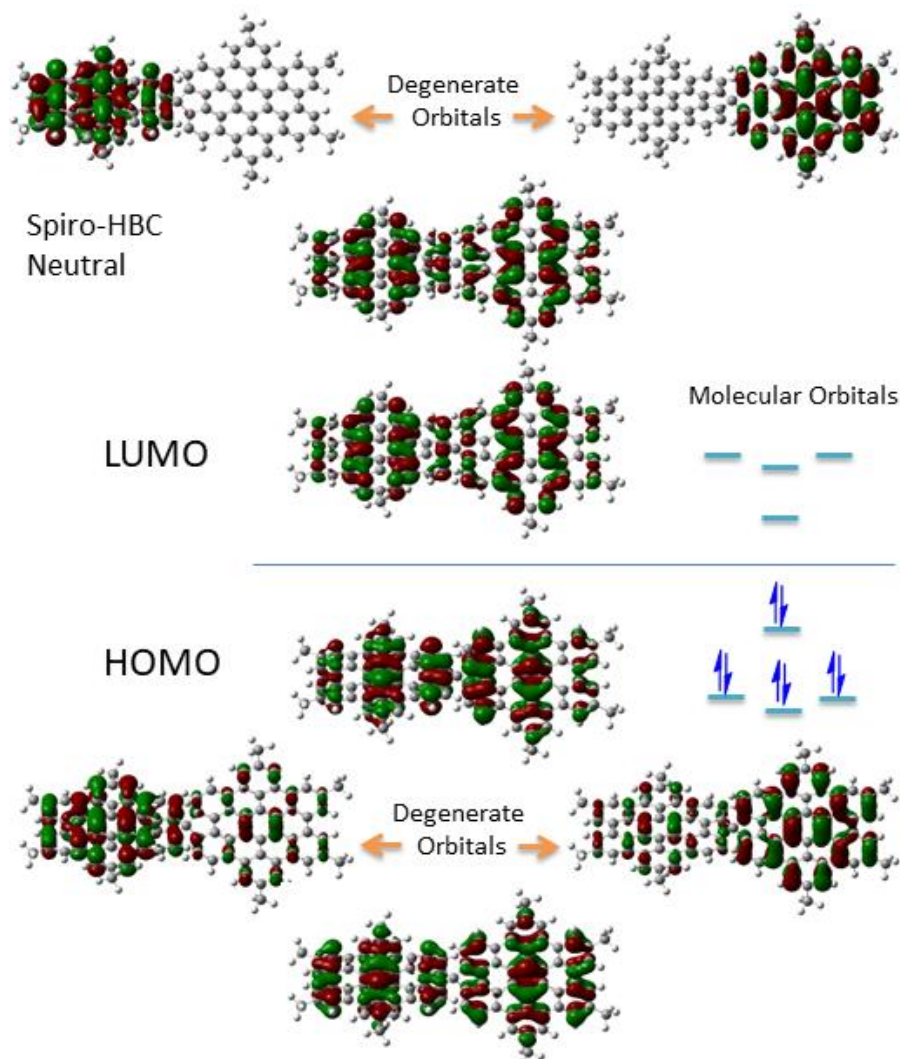 Degenerate
Orbitals
Spiro-HBC
Neutral
Molecular Orbitals
LUMO
HOMO
Degenerate
Orbitals